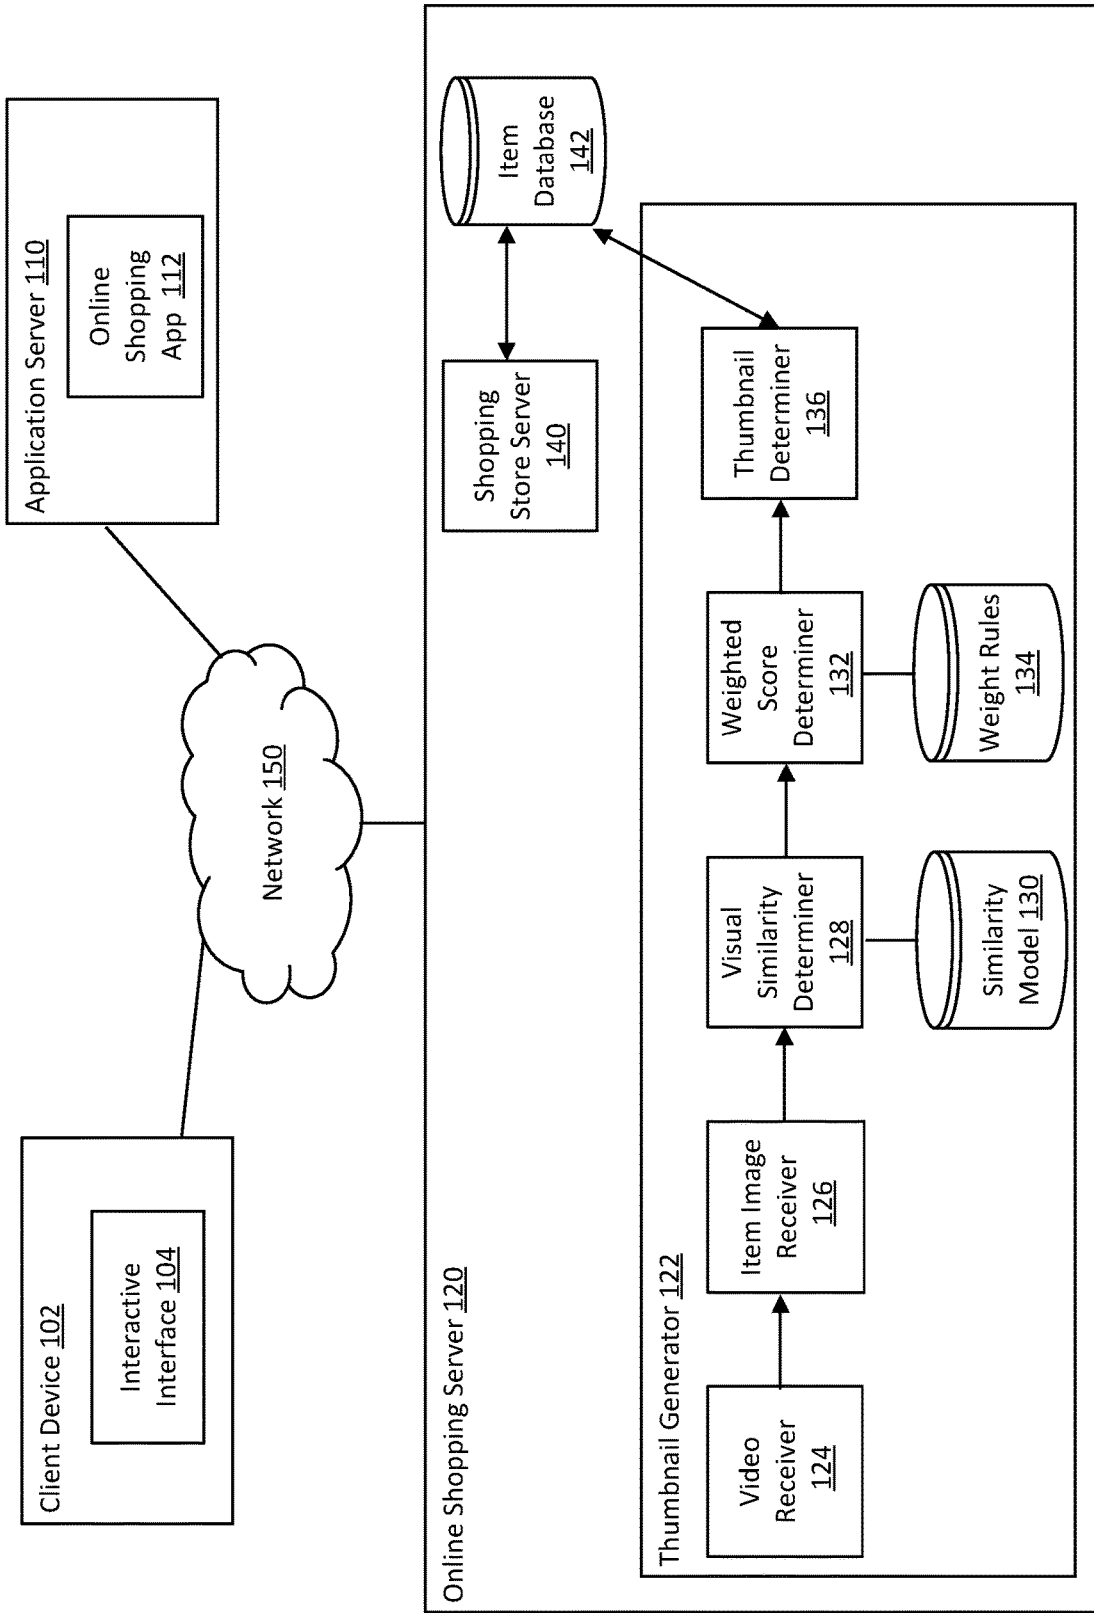 Client Device 102
Interactive
Interface 104
Application Server 110
Online
Shopping
App 112
Network 150
Online Shopping Server 120
Shopping
Store Server
140
Item
Database
142
Thumbnail Generator 122
Video
Receiver
124
Item Image
Receiver
126
Visual
Similarity
Determiner
128
Weighted
Score
Determiner
132
Thumbnail
Determiner
136
Similarity
Model 130
Weight Rules
134